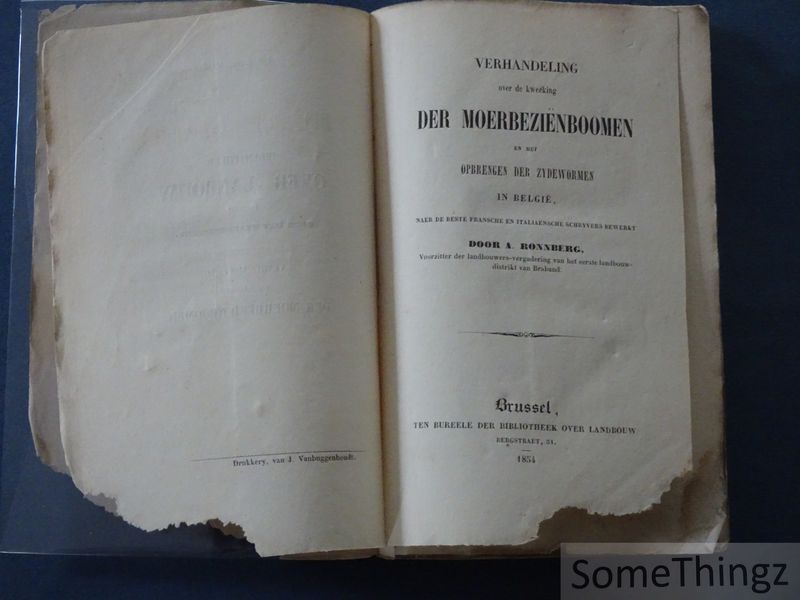 Drukkery, van J. Vanbuggenhoudt.
VERHANDELING
over de kweeking
DER MOERBEZIËNBOOMEN
EN HET
OPBRENGEN DER ZYDEWORMEN
IN BELGIË,
NAER DE BESTE FRANSCHE EN ITALIAENSCHE SCHRYVERS BEWERKT
DOOR A. RONNBERG,
Voorzitter der landbouwers-vergadering van het eerste landbouw-
distrikt van Braband.
Brussel,
TEN BUREELE DER BIBLIOTHEEK OVER LANDBOUW
BERGSTRAET, 31.
1854
SomeThingz